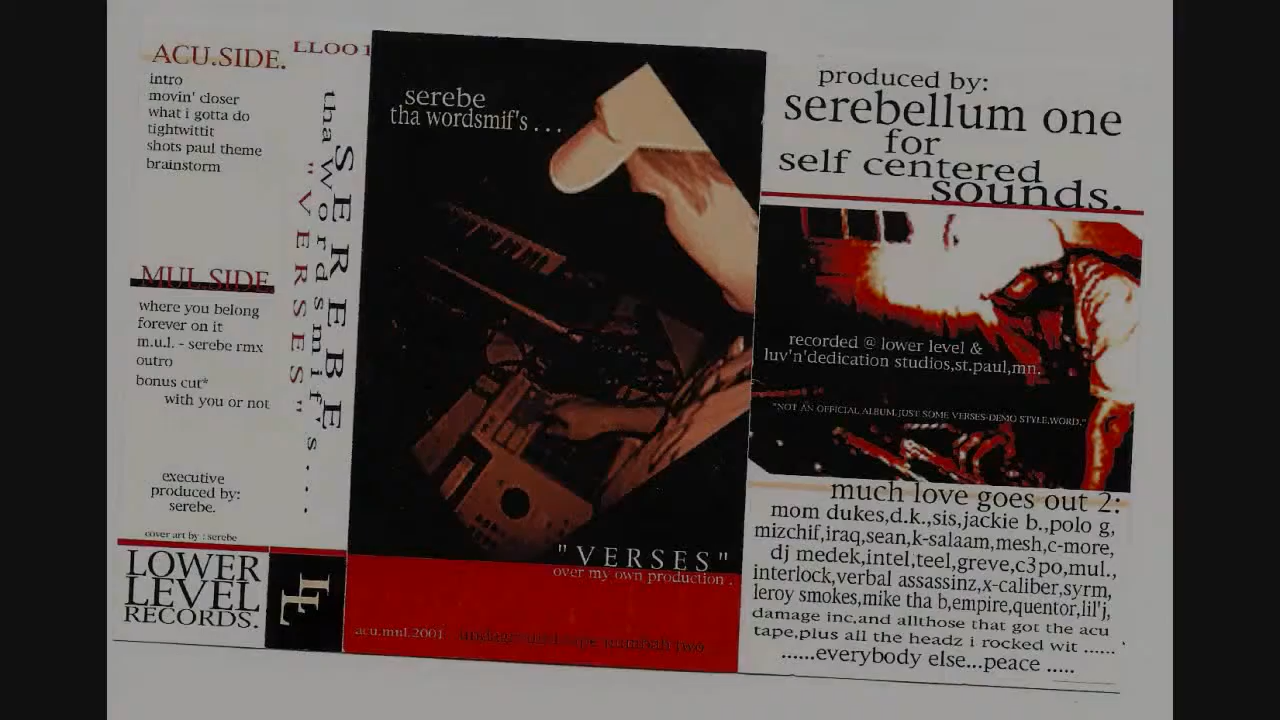 ACU.SIDE.
intro
movin' closer
what i gotta do
tightwittit
shots paul theme
brainstorm
MUL.SIDE
where you belong
forever on it
m.u.l. - serebe rmx
outro
bonus cut*
with you or not
executive
produced by:
serebe.
cover art by : serebe
LOWER
LEVEL
RECORDS.
LL001
SEREBE
tha wordsmif's . . . .
"VERSES"
LL
serebe
tha wordsmif's . . .
"VERSES"
over my own production .
acu.mul.2001
produced by:
serebellum one
for
self centered
sounds.
recorded @ lower level &
luv'n'dedication studios,st.paul,mn.
"NOT AN OFFICIAL ALBUM.JUST SOME VERSES-DEMO STYLE,WORD."
much love goes out 2:
mom dukes,d.k.,sis,jackie b.,polo g,
mizchif,iraq,sean,k-salaam,mesh,c-more,
dj medek,intel,teel,greve,c3po,mul.,
interlock,verbal assassinz,x-caliber,syrm,
leroy smokes,mike tha b,empire,quentor,lil'j,
damage inc,and allthose that got the acu
tape,plus all the headz i rocked wit ......
......everybody else...peace .....